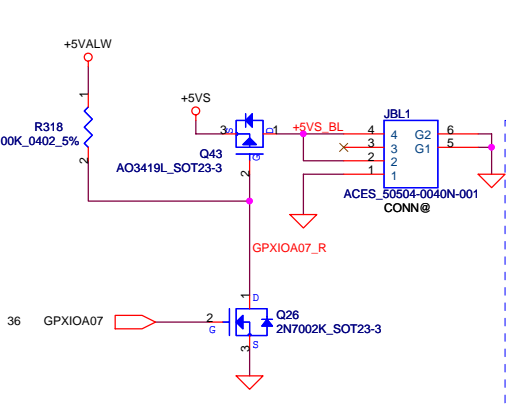 +5VALW
1
R318
00K_0402_5%
2
+5VS
3
S
D
1
G
2
Q43
AO3419L_SOT23-3
+5VS_BL
JBL1
4
3
2
1
4
3
2
1
G2
G1
6
5
ACES_50504-0040N-001
CONN@
GPXIOA07_R
36
GPXIOA07
2
G
1
D
Q26
2N7002K_SOT23-3
3
S